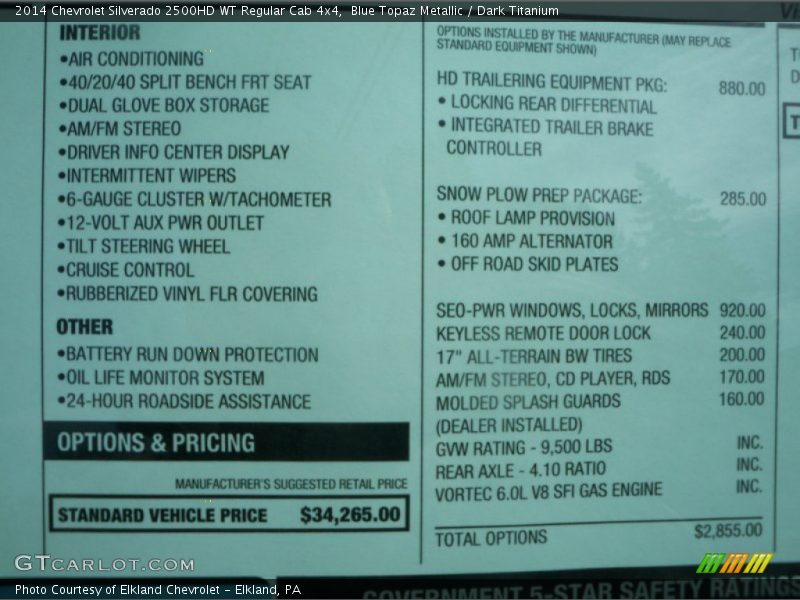 2014 Chevrolet Silverado 2500HD WT Regular Cab 4x4, Blue Topaz Metallic / Dark Titanium
INTERIOR
•AIR CONDITIONING
•40/20/40 SPLIT BENCH FRT SEAT
•DUAL GLOVE BOX STORAGE
•AM/FM STEREO
•DRIVER INFO CENTER DISPLAY
•INTERMITTENT WIPERS
•6-GAUGE CLUSTER W/TACHOMETER
•12-VOLT AUX PWR OUTLET
•TILT STEERING WHEEL
•CRUISE CONTROL
•RUBBERIZED VINYL FLR COVERING
OTHER
•BATTERY RUN DOWN PROTECTION
•OIL LIFE MONITOR SYSTEM
•24-HOUR ROADSIDE ASSISTANCE
OPTIONS & PRICING
MANUFACTURER'S SUGGESTED RETAIL PRICE
STANDARD VEHICLE PRICE $34,265.00
OPTIONS INSTALLED BY THE MANUFACTURER (MAY REPLACE
STANDARD EQUIPMENT SHOWN)
HD TRAILERING EQUIPMENT PKG: 880.00
• LOCKING REAR DIFFERENTIAL
• INTEGRATED TRAILER BRAKE
CONTROLLER
SNOW PLOW PREP PACKAGE: 285.00
• ROOF LAMP PROVISION
• 160 AMP ALTERNATOR
• OFF ROAD SKID PLATES
SEO-PWR WINDOWS, LOCKS, MIRRORS 920.00
KEYLESS REMOTE DOOR LOCK 240.00
17" ALL-TERRAIN BW TIRES 200.00
AM/FM STEREO, CD PLAYER, RDS 170.00
MOLDED SPLASH GUARDS 160.00
(DEALER INSTALLED)
GVW RATING - 9,500 LBS INC.
REAR AXLE - 4.10 RATIO INC.
VORTEC 6.0L V8 SFI GAS ENGINE INC.
TOTAL OPTIONS $2,855.00
GOVERNMENT 5-STAR SAFETY RATINGS
GTCARLOT.COM
Photo Courtesy of Elkland Chevrolet - Elkland, PA